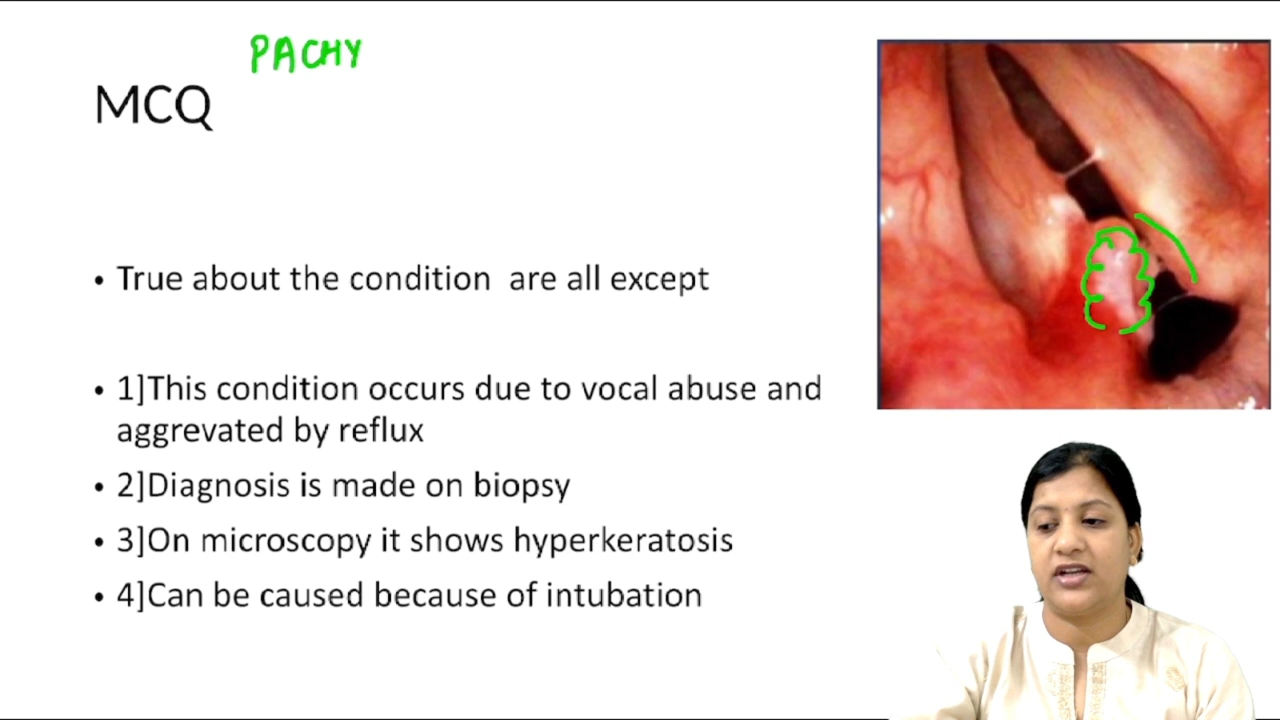 PACHY
MCQ
• True about the condition are all except
• 1]This condition occurs due to vocal abuse and
aggrevated by reflux
• 2]Diagnosis is made on biopsy
• 3]On microscopy it shows hyperkeratosis
• 4]Can be caused because of intubation